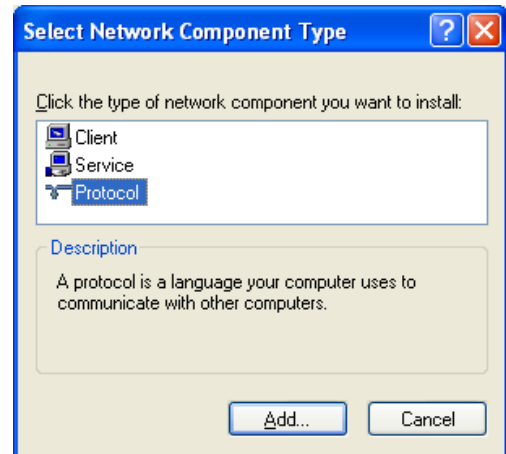 Select Network Component Type
Click the type of network component you want to install:
Client
Service
Protocol
Description
A protocol is a language your computer uses to
communicate with other computers.
Add... Cancel